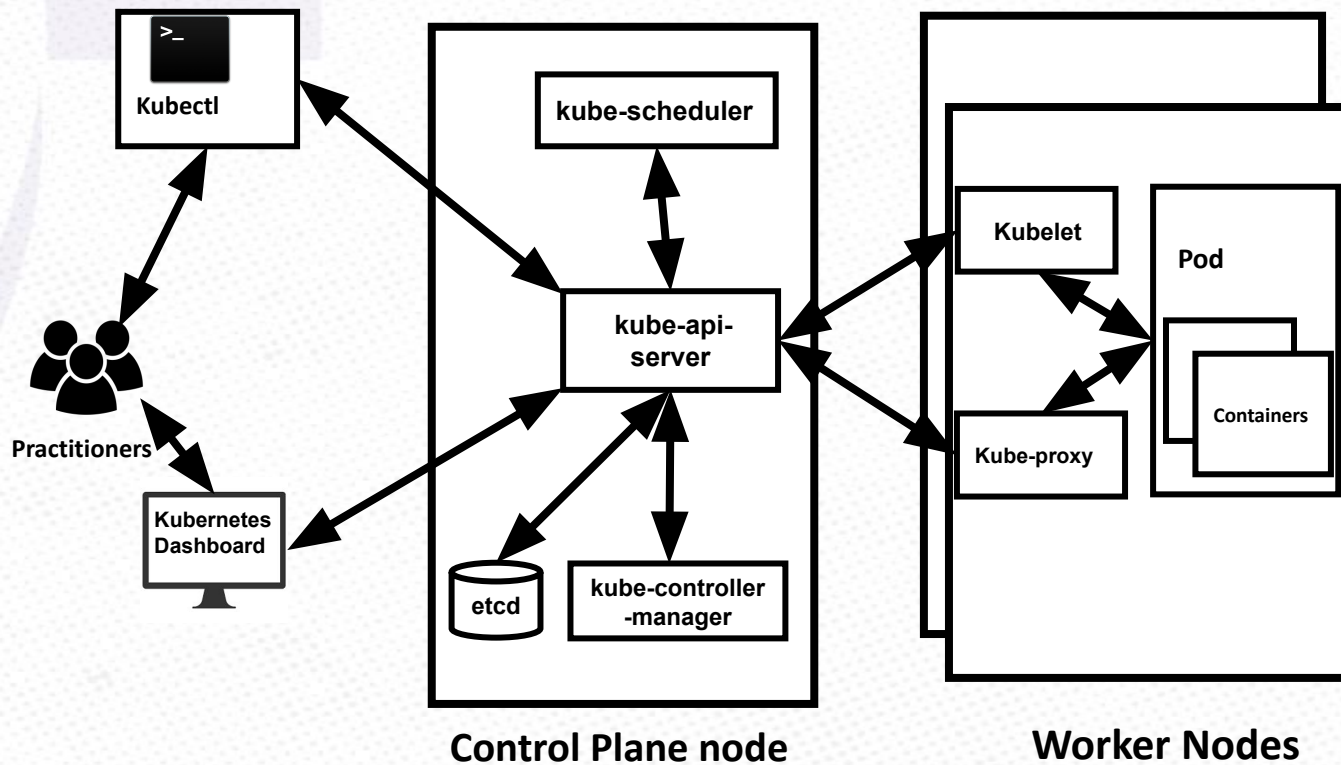 >_
Kubectl
Practitioners
Kubernetes
Dashboard
kube-scheduler
kube-api-
server
etcd
kube-controller
-manager
Control Plane node
Kubelet
Kube-proxy
Pod
Containers
Worker Nodes